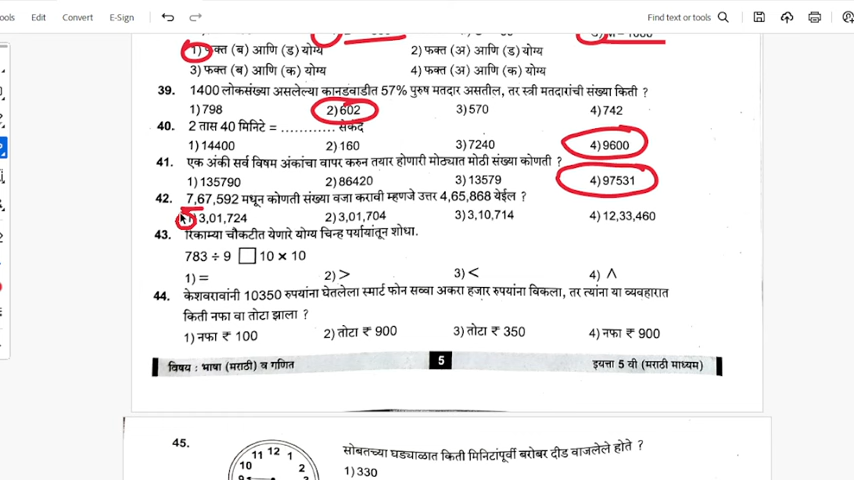 Tools Edit Convert E-Sign Find text or tools
1) फक्त (ब) आणि (ड) योग्य 2) फक्त (अ) आणि (ड) योग्य
3) फक्त (ब) आणि (क) योग्य 4) फक्त (अ) आणि (क) योग्य
39. 1400 लोकसंख्या असलेल्या कानडवाडीत 57% पुरुष मतदार असतील, तर स्त्री मतदारांची संख्या किती ?
1) 798 2) 602 3) 570 4) 742
40. 2 तास 40 मिनिटे = ............ सेकंद
1) 14400 2) 160 3) 7240 4) 9600
41. एक अंकी सर्व विषम अंकांचा वापर करुन तयार होणारी मोठ्यात मोठी संख्या कोणती ?
1) 135790 2) 86420 3) 13579 4) 97531
42. 7,67,592 मधून कोणती संख्या वजा करावी म्हणजे उत्तर 4,65,868 येईल ?
1) 3,01,724 2) 3,01,704 3) 3,10,714 4) 12,33,460
43. रिकाम्या चौकटीत येणारे योग्य चिन्ह पर्यायांतून शोधा.
783 ÷ 9 □ 10 × 10
1) = 2) > 3) < 4) ^
44. केशवरावांनी 10350 रुपयांना घेतलेला स्मार्ट फोन सव्वा अकरा हजार रुपयांना विकला, तर त्यांना या व्यवहारात
किती नफा वा तोटा झाला ?
1) नफा ₹ 100 2) तोटा ₹ 900 3) तोटा ₹ 350 4) नफा ₹ 900
विषय : भाषा (मराठी) व गणित 5 इयत्ता 5 वी (मराठी माध्यम)
45. सोबतच्या घड्याळात किती मिनिटांपूर्वी बरोबर दीड वाजलेले होते ?
11 12 1
10 2
1) 330